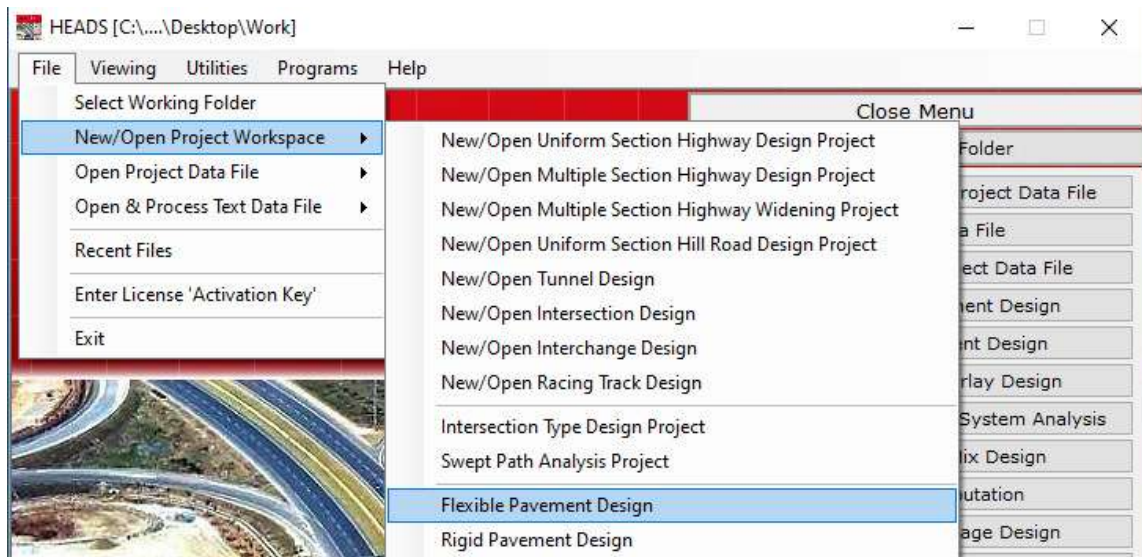 HEADS [C:\....\Desktop\Work]
File Viewing Utilities Programs Help
Select Working Folder
New/Open Project Workspace
Open Project Data File
Open & Process Text Data File
Recent Files
Enter License 'Activation Key'
Exit
New/Open Uniform Section Highway Design Project
New/Open Multiple Section Highway Design Project
New/Open Multiple Section Highway Widening Project
New/Open Uniform Section Hill Road Design Project
New/Open Tunnel Design
New/Open Intersection Design
New/Open Interchange Design
New/Open Racing Track Design
Intersection Type Design Project
Swept Path Analysis Project
Flexible Pavement Design
Rigid Pavement Design
Close Menu
Folder
roject Data File
a File
ect Data File
ment Design
nt Design
rlay Design
System Analysis
ix Design
utation
age Design